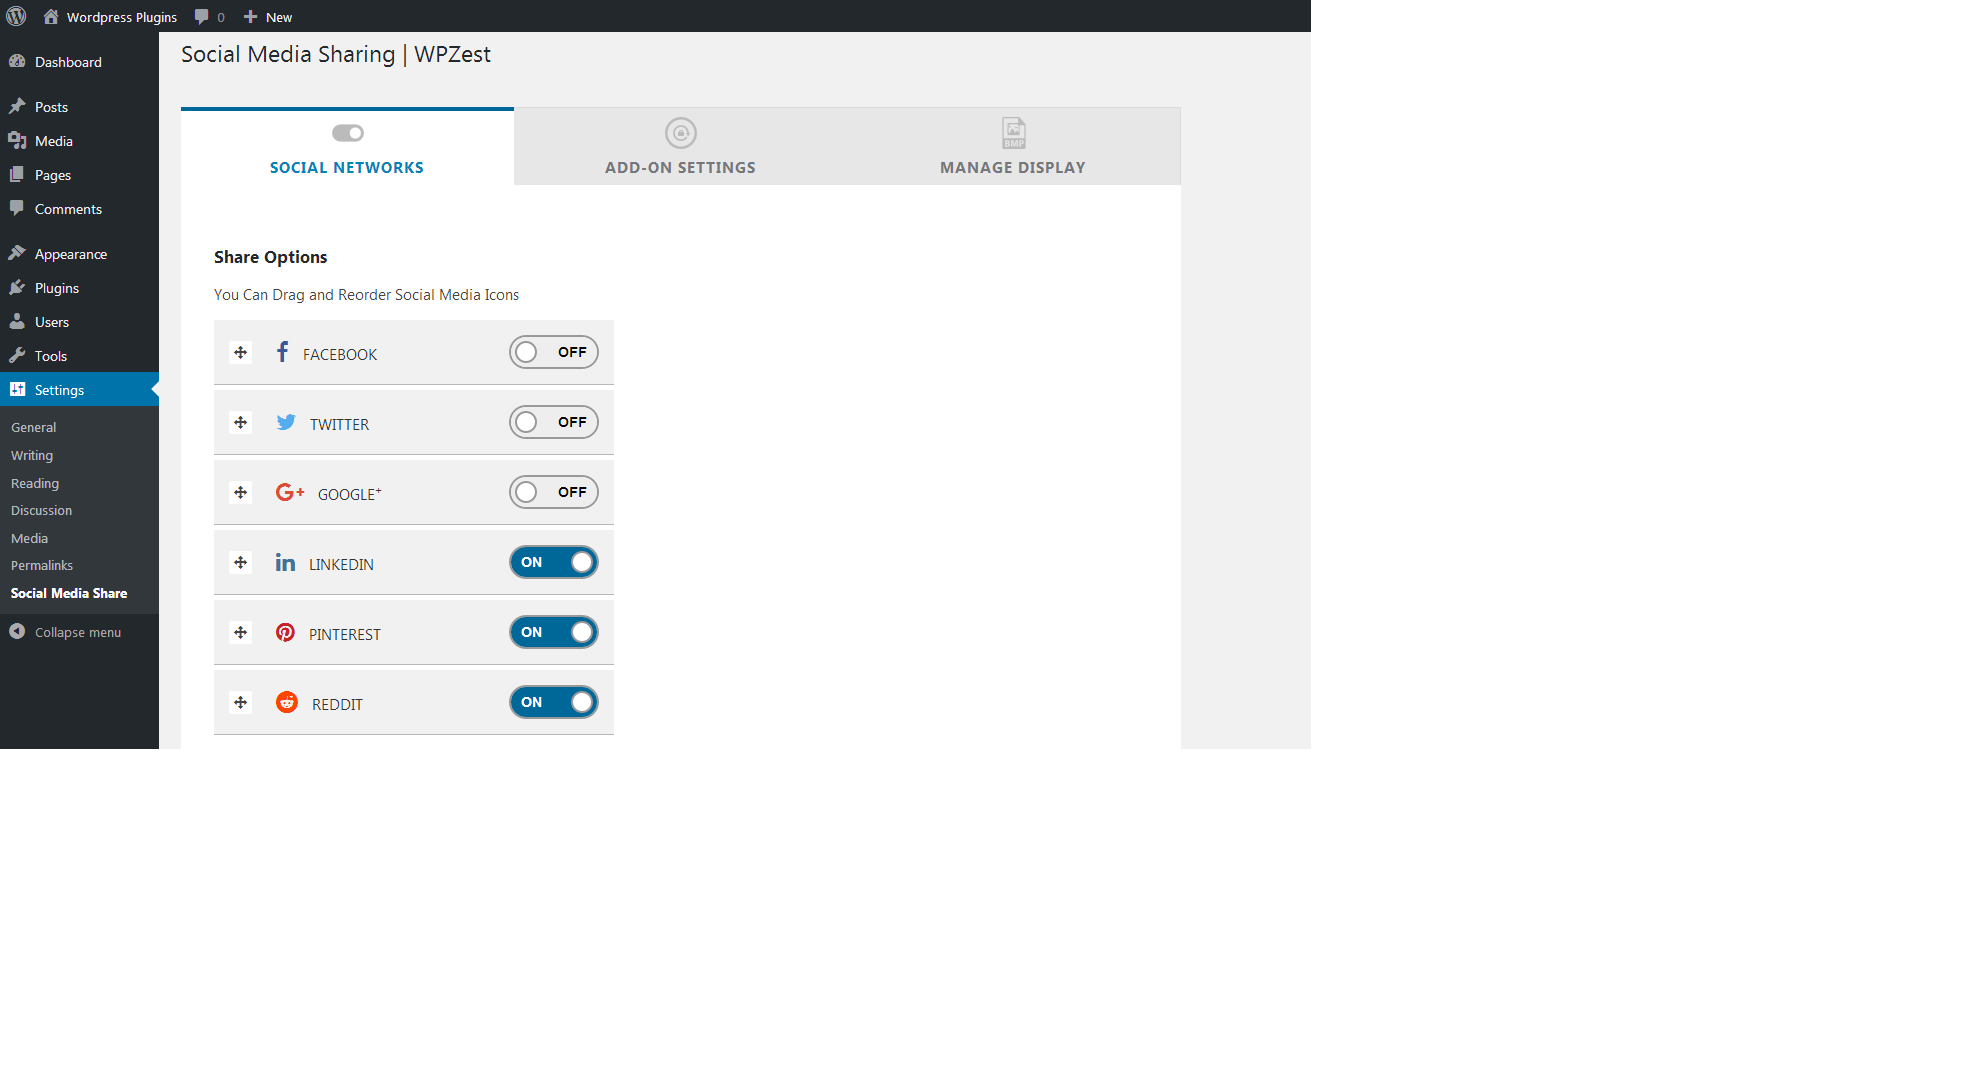 Wordpress Plugins 0 New
Social Media Sharing | WPZest
Dashboard
Posts
Media
Pages
Comments
Appearance
Plugins
Users
Tools
Settings
General
Writing
Reading
Discussion
Media
Permalinks
Social Media Share
Collapse menu
SOCIAL NETWORKS
ADD-ON SETTINGS
BMP
MANAGE DISPLAY
Share Options
You Can Drag and Reorder Social Media Icons
FACEBOOK OFF
TWITTER OFF
G+ GOOGLE+ OFF
in LINKEDIN ON
PINTEREST ON
REDDIT ON